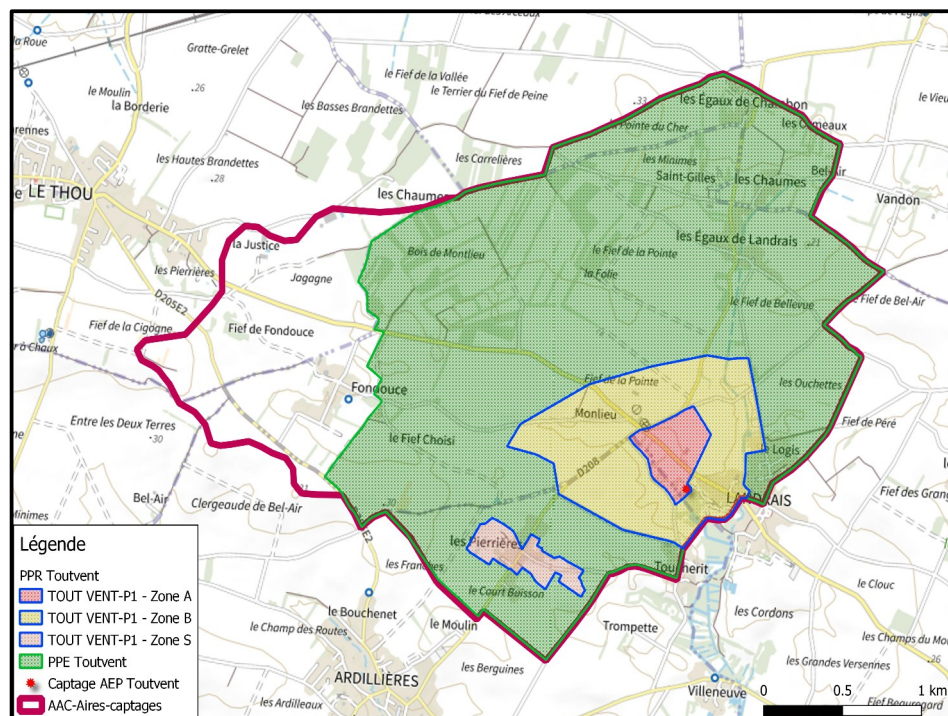 la Roue
Gratte-Grelet
26
le Fief de la Vallée
le Moulin
la Borderie
le Terrier du Fief de Peine
les Basses Brandettes
33
les Égaux de Chambon
la Pointe du Cher
les Ormeaux
les Hautes Brandettes
les Carrelières
les Minimes
Bel-Air
28
Saint-Gilles
les Chaumes
LE THOU
les Chaumes
Vandon
la Justice
les Égaux de Landrais
21
Bois de Montlieu
le Fief de la Pointe
les Pierrières
Jagagne
la Folie
D205E2
le Fief de Bellevue
le Fief de Bel-Air
Fief de la Cigogne
Fief de Fondouce
Fief de la Pointe
les Ouchettes
Fondouce
Monlieu
Entre les Deux Terres
30
le Fief Choisi
Fief de Péré
le Logis
D208
Bel-Air
Clergeaude de Bel-Air
LANDRAIS
les Pierrières
les Franches
Toucherit
le Clouc
le Court Buisson
le Bouchenet
les Cordons
le Champ des Routes
le Moulin
Trompette
les Grandes Versennes
les Berguines
ARDILLIÈRES
Villeneuve
les Ardilleaux
Fief Beauregard
Légende
PPR Toutvent
TOUT VENT-P1 - Zone A
TOUT VENT-P1 - Zone B
TOUT VENT-P1 - Zone S
PPE Toutvent
Captage AEP Toutvent
AAC-Aires-captages
0 0.5 1 km